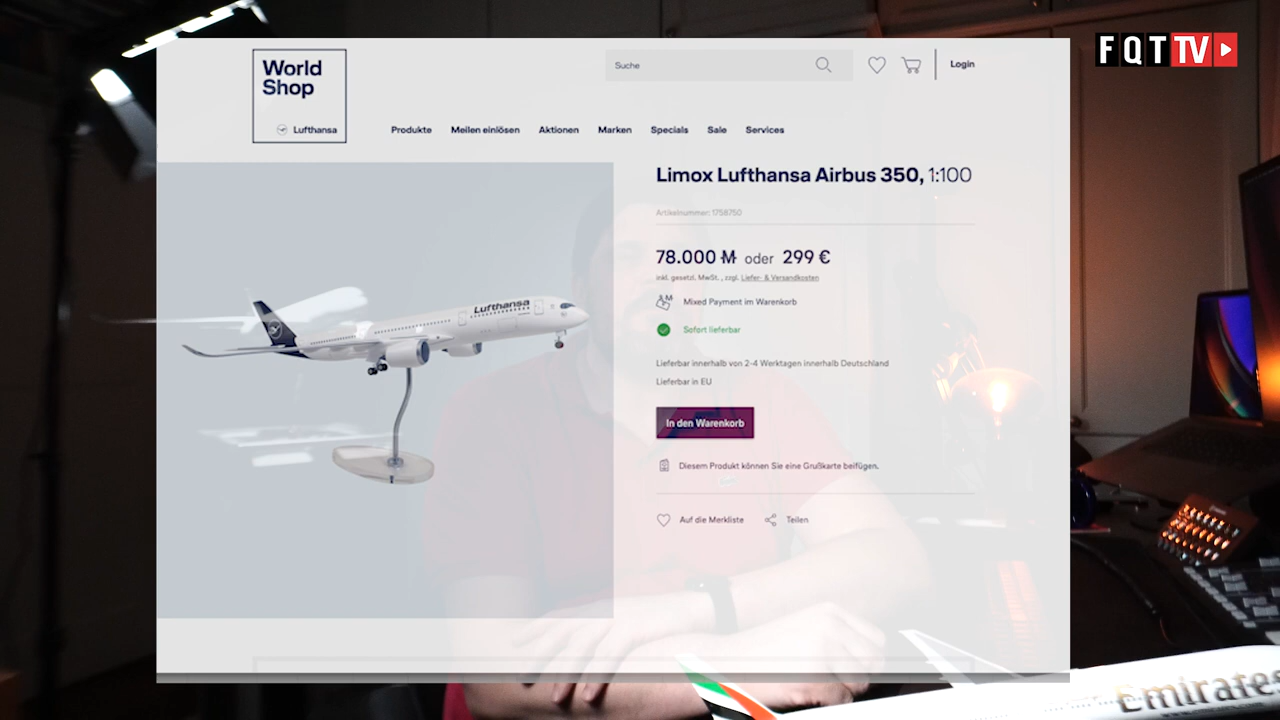 FQT TV
World
Shop
Lufthansa
Suche
Login
Produkte Meilen einlösen Aktionen Marken Specials Sale Services
Limox Lufthansa Airbus 350, 1:100
Artikelnummer: 1758750
78.000 M oder 299 €
inkl. gesetzl. MwSt. , zzgl. Liefer- & Versandkosten
Mixed Payment im Warenkorb
Sofort lieferbar
Lieferbar innerhalb von 2-4 Werktagen innerhalb Deutschland
Lieferbar in EU
In den Warenkorb
Diesem Produkt können Sie eine Grußkarte beifügen.
Auf die Merkliste Teilen
Lufthansa
Emirates